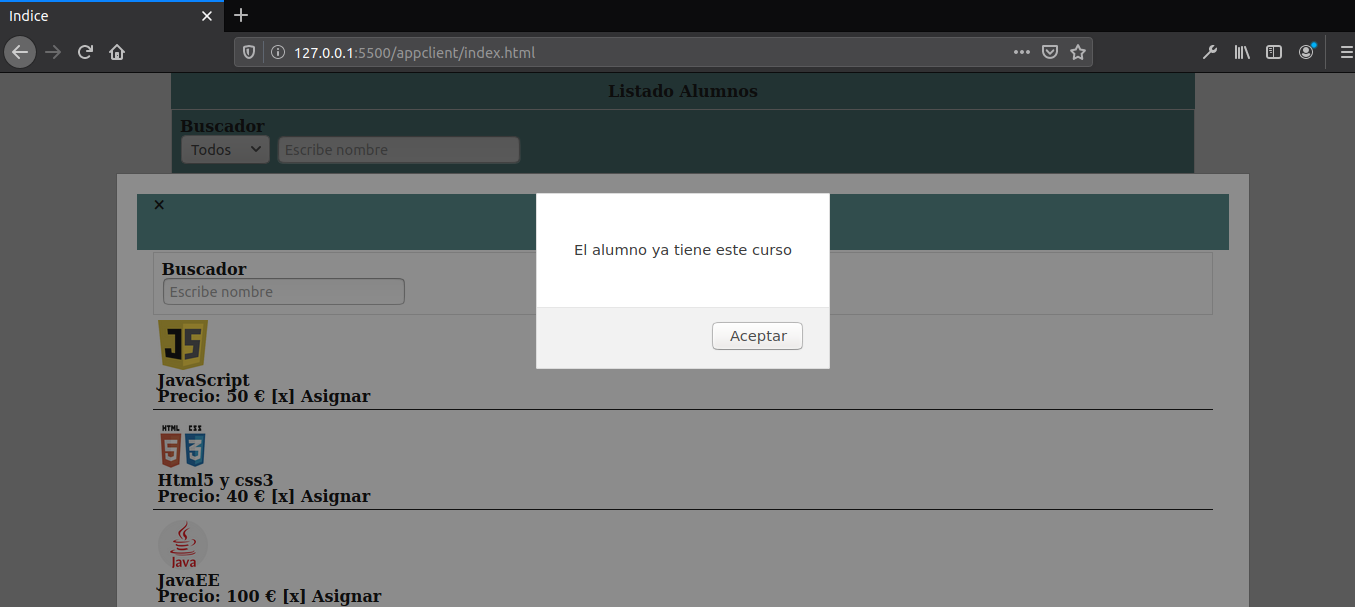 Indice
127.0.0.1:5500/appclient/index.html
Listado Alumnos
Buscador
Todos Escribe nombre
El alumno ya tiene este curso
Aceptar
Buscador
Escribe nombre
JS
JavaScript
Precio: 50 € [x] Asignar
HTML CSS
5 3
Html5 y css3
Precio: 40 € [x] Asignar
Java
JavaEE
Precio: 100 € [x] Asignar